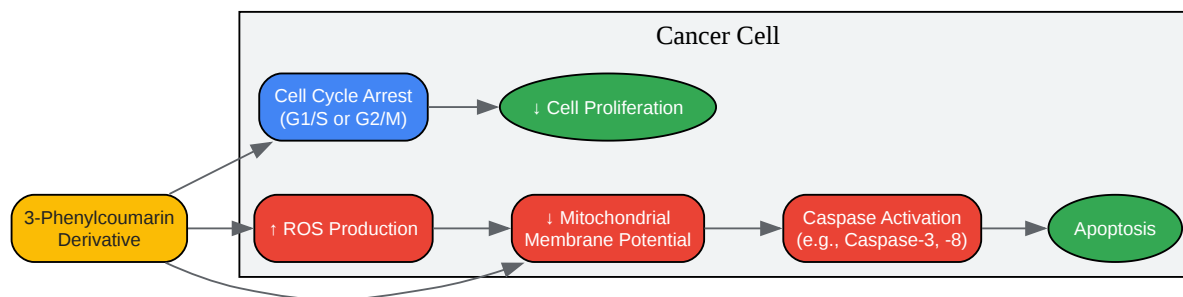 Cancer Cell
Cell Cycle Arrest
(G1/S or G2/M)
↓ Cell Proliferation
3-Phenylcoumarin
Derivative
↑ ROS Production
↓ Mitochondrial
Membrane Potential
Caspase Activation
(e.g., Caspase-3, -8)
Apoptosis